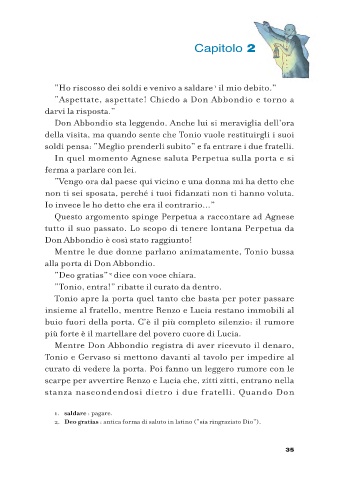 Capitolo 2
"Ho riscosso dei soldi e venivo a saldare¹ il mio debito."
"Aspettate, aspettate! Chiedo a Don Abbondio e torno a
darvi la risposta."
Don Abbondio sta leggendo. Anche lui si meraviglia dell'ora
della visita, ma quando sente che Tonio vuole restituirgli i suoi
soldi pensa: "Meglio prenderli subito" e fa entrare i due fratelli.
In quel momento Agnese saluta Perpetua sulla porta e si
ferma a parlare con lei.
"Vengo ora dal paese qui vicino e una donna mi ha detto che
non ti sei sposata, perché i tuoi fidanzati non ti hanno voluta.
Io invece le ho detto che era il contrario..."
Questo argomento spinge Perpetua a raccontare ad Agnese
tutto il suo passato. Lo scopo di tenere lontana Perpetua da
Don Abbondio è così stato raggiunto!
Mentre le due donne parlano animatamente, Tonio bussa
alla porta di Don Abbondio.
"Deo gratias"² dice con voce chiara.
"Tonio, entra!" ribatte il curato da dentro.
Tonio apre la porta quel tanto che basta per poter passare
insieme al fratello, mentre Renzo e Lucia restano immobili al
buio fuori della porta. C'è il più completo silenzio: il rumore
più forte è il martellare del povero cuore di Lucia.
Mentre Don Abbondio registra di aver ricevuto il denaro,
Tonio e Gervaso si mettono davanti al tavolo per impedire al
curato di vedere la porta. Poi fanno un leggero rumore con le
scarpe per avvertire Renzo e Lucia che, zitti zitti, entrano nella
stanza nascondendosi dietro i due fratelli. Quando Don
1. saldare : pagare.
2. Deo gratias : antica forma di saluto in latino ("sia ringraziato Dio").
35